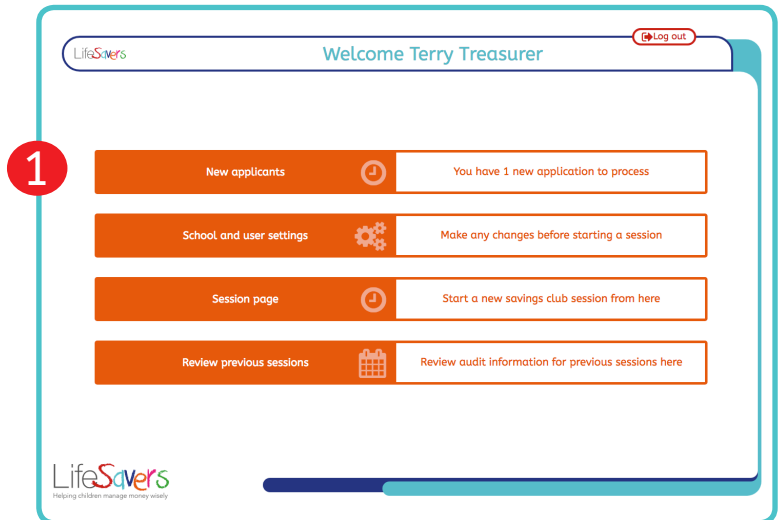 Log out
LifeSavers
Welcome Terry Treasurer
1
New applicants
You have 1 new application to process
School and user settings
Make any changes before starting a session
Session page
Start a new savings club session from here
Review previous sessions
Review audit information for previous sessions here
LifeSavers
Helping children manage money wisely